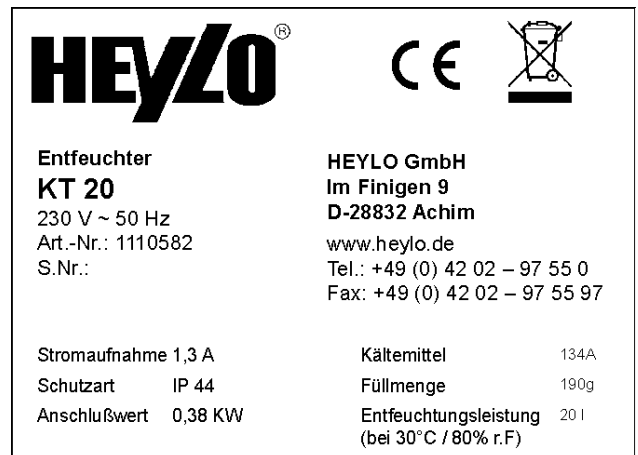 HEYLO®
CE
Entfeuchter
KT 20
230 V ~ 50 Hz
Art.-Nr.: 1110582
S.Nr.:
HEYLO GmbH
Im Finigen 9
D-28832 Achim
www.heylo.de
Tel.: +49 (0) 42 02 – 97 55 0
Fax: +49 (0) 42 02 – 97 55 97
Stromaufnahme 1,3 A
Schutzart IP 44
Anschlußwert 0,38 KW
Kältemittel 134A
Füllmenge 190g
Entfeuchtungsleistung 20 l
(bei 30°C / 80% r.F)